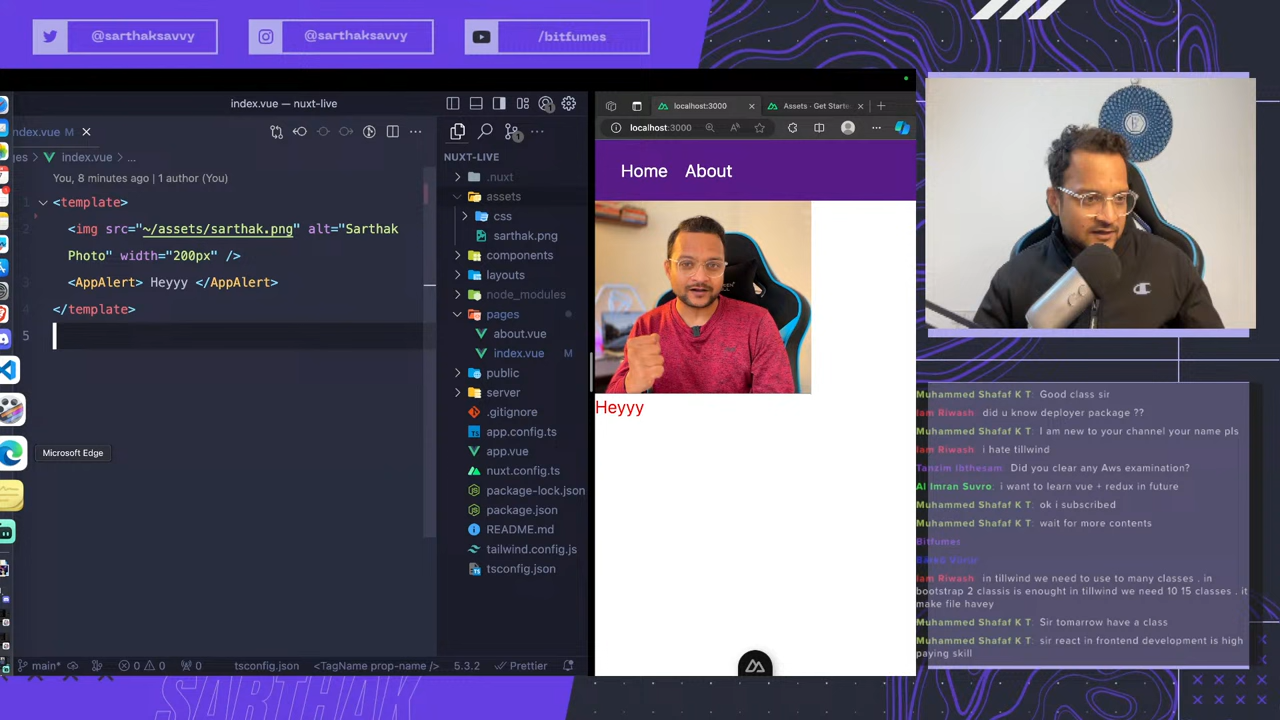 @sarthaksavvy
@sarthaksavvy
/bitfumes
index.vue — nuxt-live
index.vue M
index.vue > ...
You, 8 minutes ago | 1 author (You)
1 <template>
2 <img src="~/assets/sarthak.png" alt="Sarthak
Photo" width="200px" />
3 <AppAlert> Heyyy </AppAlert>
4 </template>
5
Microsoft Edge
NUXT-LIVE
.nuxt
assets
css
sarthak.png
components
layouts
node_modules
pages
about.vue
index.vue M
public
server
.gitignore
app.config.ts
app.vue
nuxt.config.ts
package-lock.json
package.json
README.md
tailwind.config.js
tsconfig.json
main*
0 0
0
tsconfig.json
<TagName prop-name />
5.3.2
Prettier
localhost:3000
Assets · Get Starte
localhost:3000
Home About
Heyyy
Muhammed Shafaf K T: Good class sir
Iam Riwash: did u know deployer package ??
Muhammed Shafaf K T: I am new to your channel your name pls
Iam Riwash: i hate tillwind
Tanzim Ibthesam: Did you clear any Aws examination?
Al Imran Suvro: i want to learn vue + redux in future
Muhammed Shafaf K T: ok i subscribed
Muhammed Shafaf K T: wait for more contents
Bitfumes
Iam Riwash: in tillwind we need to use to many classes . in
bootstrap 2 classis is enought in tillwind we need 10 15 classes . it
make file havey
Muhammed Shafaf K T: Sir tomarrow have a class
Muhammed Shafaf K T: sir react in frontend development is high
paying skill
SARTHAK